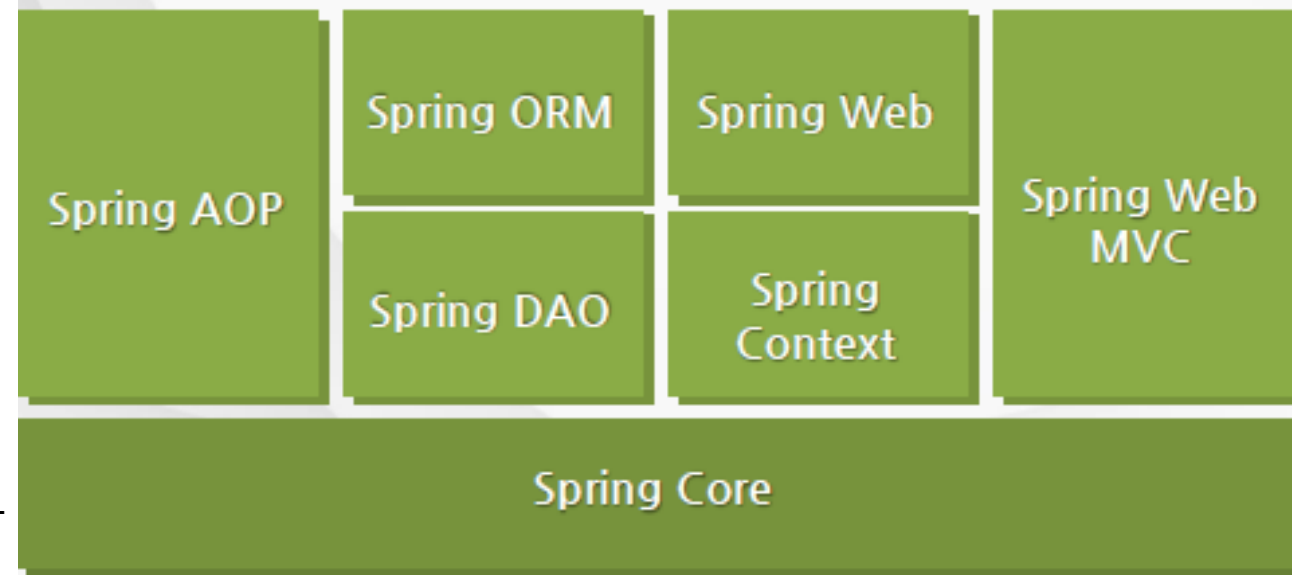 Spring AOP
Spring ORM
Spring DAO
Spring Web
Spring
Context
Spring Web
MVC
Spring Core